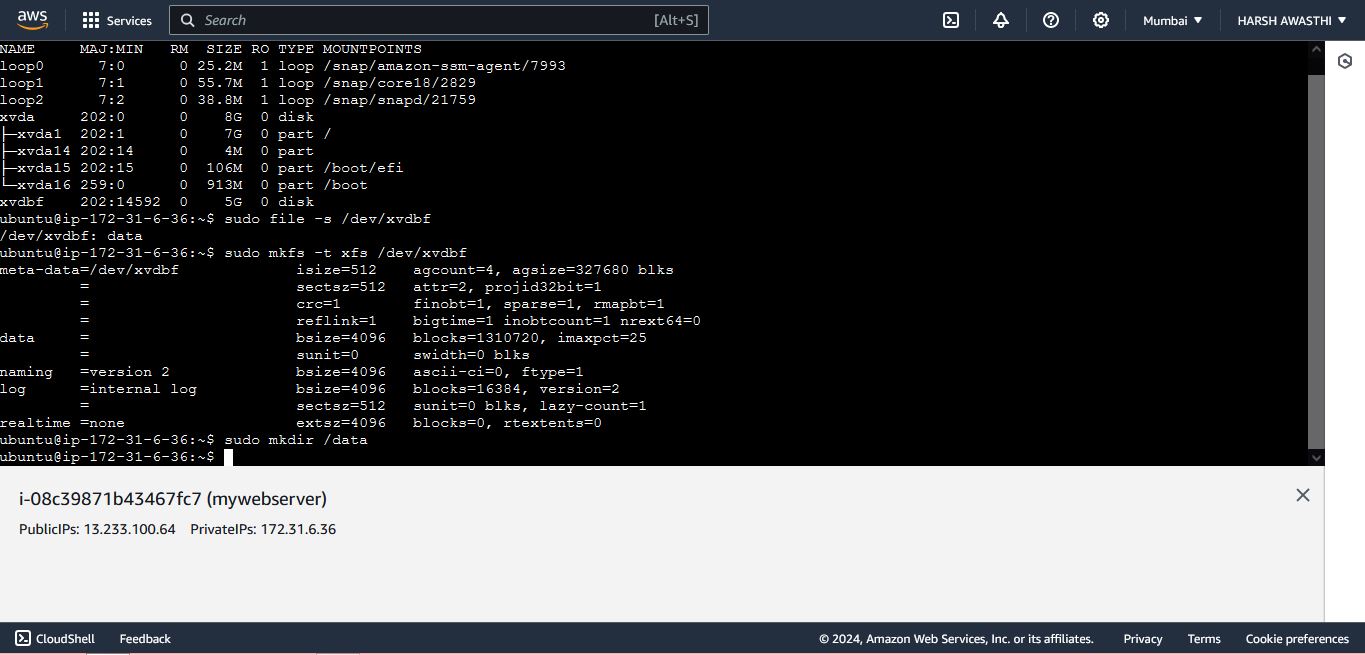 aws Services Search [Alt+S] Mumbai ▼ HARSH AWASTHI ▼
NAME MAJ:MIN RM SIZE RO TYPE MOUNTPOINTS
loop0 7:0 0 25.2M 1 loop /snap/amazon-ssm-agent/7993
loop1 7:1 0 55.7M 1 loop /snap/core18/2829
loop2 7:2 0 38.8M 1 loop /snap/snapd/21759
xvda 202:0 0 8G 0 disk
├─xvda1 202:1 0 7G 0 part /
├─xvda14 202:14 0 4M 0 part
├─xvda15 202:15 0 106M 0 part /boot/efi
└─xvda16 259:0 0 913M 0 part /boot
xvdbf 202:14592 0 5G 0 disk
ubuntu@ip-172-31-6-36:~$ sudo file -s /dev/xvdbf
/dev/xvdbf: data
ubuntu@ip-172-31-6-36:~$ sudo mkfs -t xfs /dev/xvdbf
meta-data=/dev/xvdbf isize=512 agcount=4, agsize=327680 blks
= sectsz=512 attr=2, projid32bit=1
= crc=1 finobt=1, sparse=1, rmapbt=1
= reflink=1 bigtime=1 inobtcount=1 nrext64=0
data = bsize=4096 blocks=1310720, imaxpct=25
= sunit=0 swidth=0 blks
naming =version 2 bsize=4096 ascii-ci=0, ftype=1
log =internal log bsize=4096 blocks=16384, version=2
= sectsz=512 sunit=0 blks, lazy-count=1
realtime =none extsz=4096 blocks=0, rtextents=0
ubuntu@ip-172-31-6-36:~$ sudo mkdir /data
ubuntu@ip-172-31-6-36:~$
i-08c39871b43467fc7 (mywebserver)
PublicIPs: 13.233.100.64 PrivateIPs: 172.31.6.36
CloudShell Feedback © 2024, Amazon Web Services, Inc. or its affiliates. Privacy Terms Cookie preferences